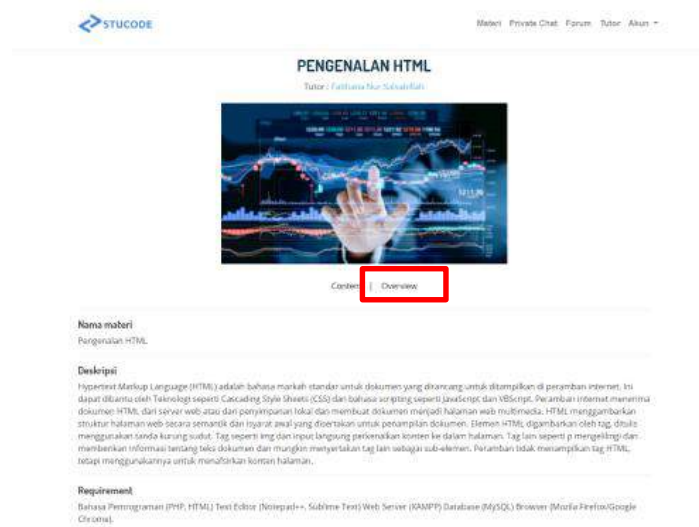 STUCODE
Materi Private Chat Forum Tutor Akun
PENGENALAN HTML
Tutor :
Content | Overview
Nama materi
Pengenalan HTML
Deskripsi
Hypertext Markup Language (HTML) adalah bahasa markah standar untuk dokumen yang dirancang untuk ditampilkan di peramban internet. Ini
dapat dibantu oleh Teknologi seperti Cascading Style Sheets (CSS) dan bahasa scripting seperti JavaScript dan VBScript. Peramban internet menerima
dokumen HTML dari server web atau dari penyimpanan lokal dan membuat dokumen menjadi halaman web multimedia. HTML menggambarkan
struktur halaman web secara semantik dan isyarat awal yang disertakan untuk penampilan dokumen. Elemen HTML digambarkan oleh tag, ditulis
menggunakan tanda kurung sudut. Tag seperti img dan input langsung perkenalkan konten ke dalam halaman. Tag lain seperti p mengelilingi dan
memberikan informasi tentang teks dokumen dan mungkin menyertakan tag lain sebagai sub-elemen. Peramban tidak menampilkan tag HTML,
tetapi menggunakannya untuk menafsirkan konten halaman.
Requirement
Bahasa Pemrograman (PHP, HTML) Text Editor (Notepad++, Sublime Text) Web Server (XAMPP) Database (MySQL) Browser (Mozila Firefox/Google
Chrome).